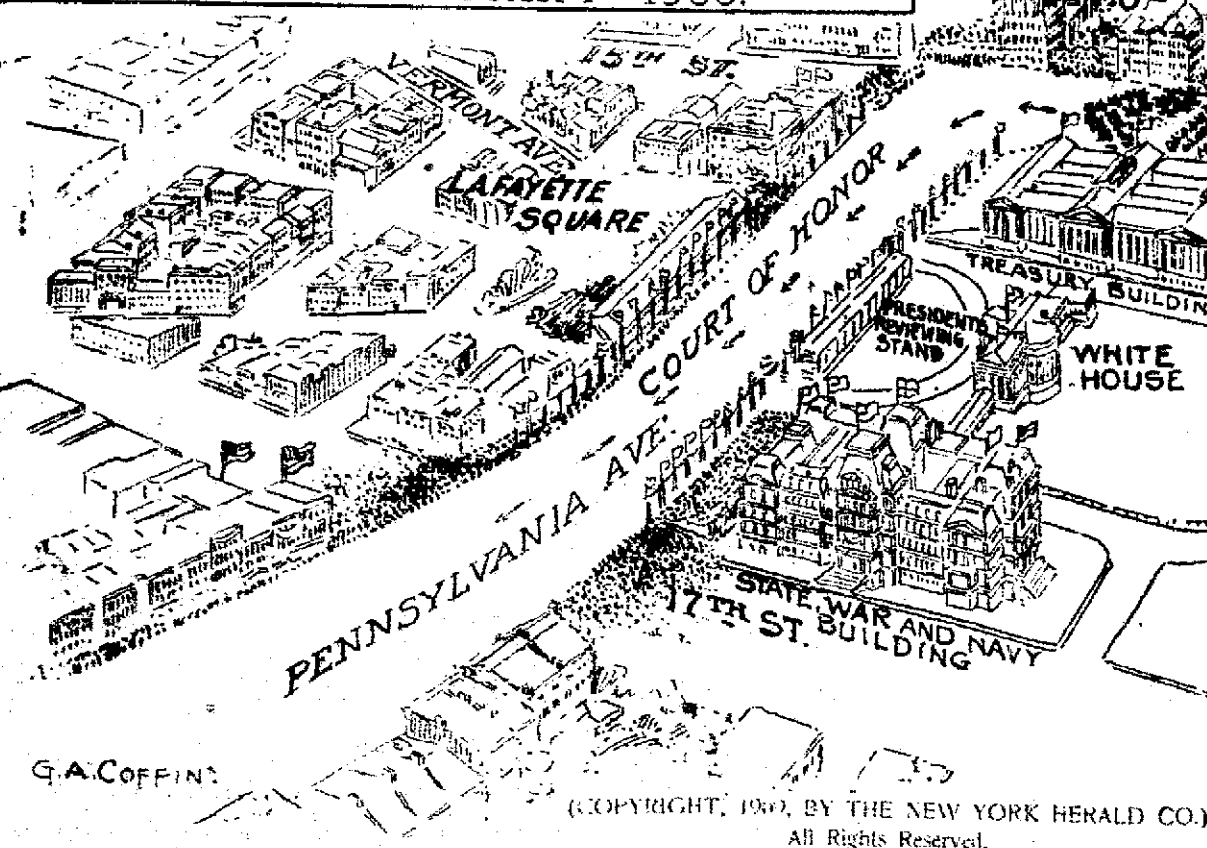 15TH ST.
VERMONT AVE.
LAFAYETTE
SQUARE
COURT OF HONOR
TREASURY BUILDIN
PRESIDENTS
REVIEWING
STAND
WHITE
HOUSE
PENNSYLVANIA AVE.
STATE, WAR AND NAVY
BUILDING
17TH ST.
G.A.COFFIN
BY THE NEW YORK HERALD CO.)
All Rights Reserved.